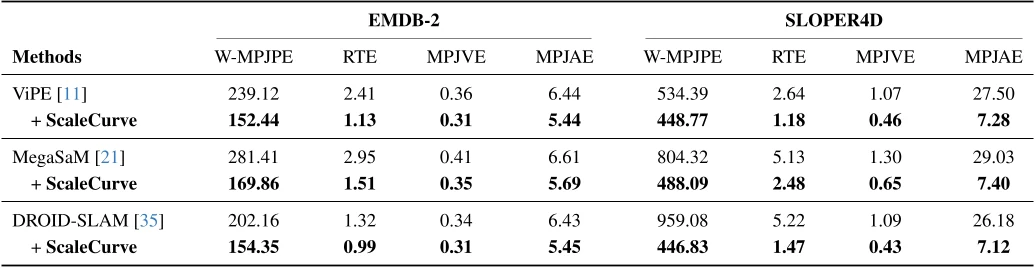 EMDB-2 SLOPER4D
Methods W-MPJPE RTE MPJVE MPJAE W-MPJPE RTE MPJVE MPJAE
ViPE [11] 239.12 2.41 0.36 6.44 534.39 2.64 1.07 27.50
+ ScaleCurve 152.44 1.13 0.31 5.44 448.77 1.18 0.46 7.28
MegaSaM [21] 281.41 2.95 0.41 6.61 804.32 5.13 1.30 29.03
+ ScaleCurve 169.86 1.51 0.35 5.69 488.09 2.48 0.65 7.40
DROID-SLAM [35] 202.16 1.32 0.34 6.43 959.08 5.22 1.09 26.18
+ ScaleCurve 154.35 0.99 0.31 5.45 446.83 1.47 0.43 7.12